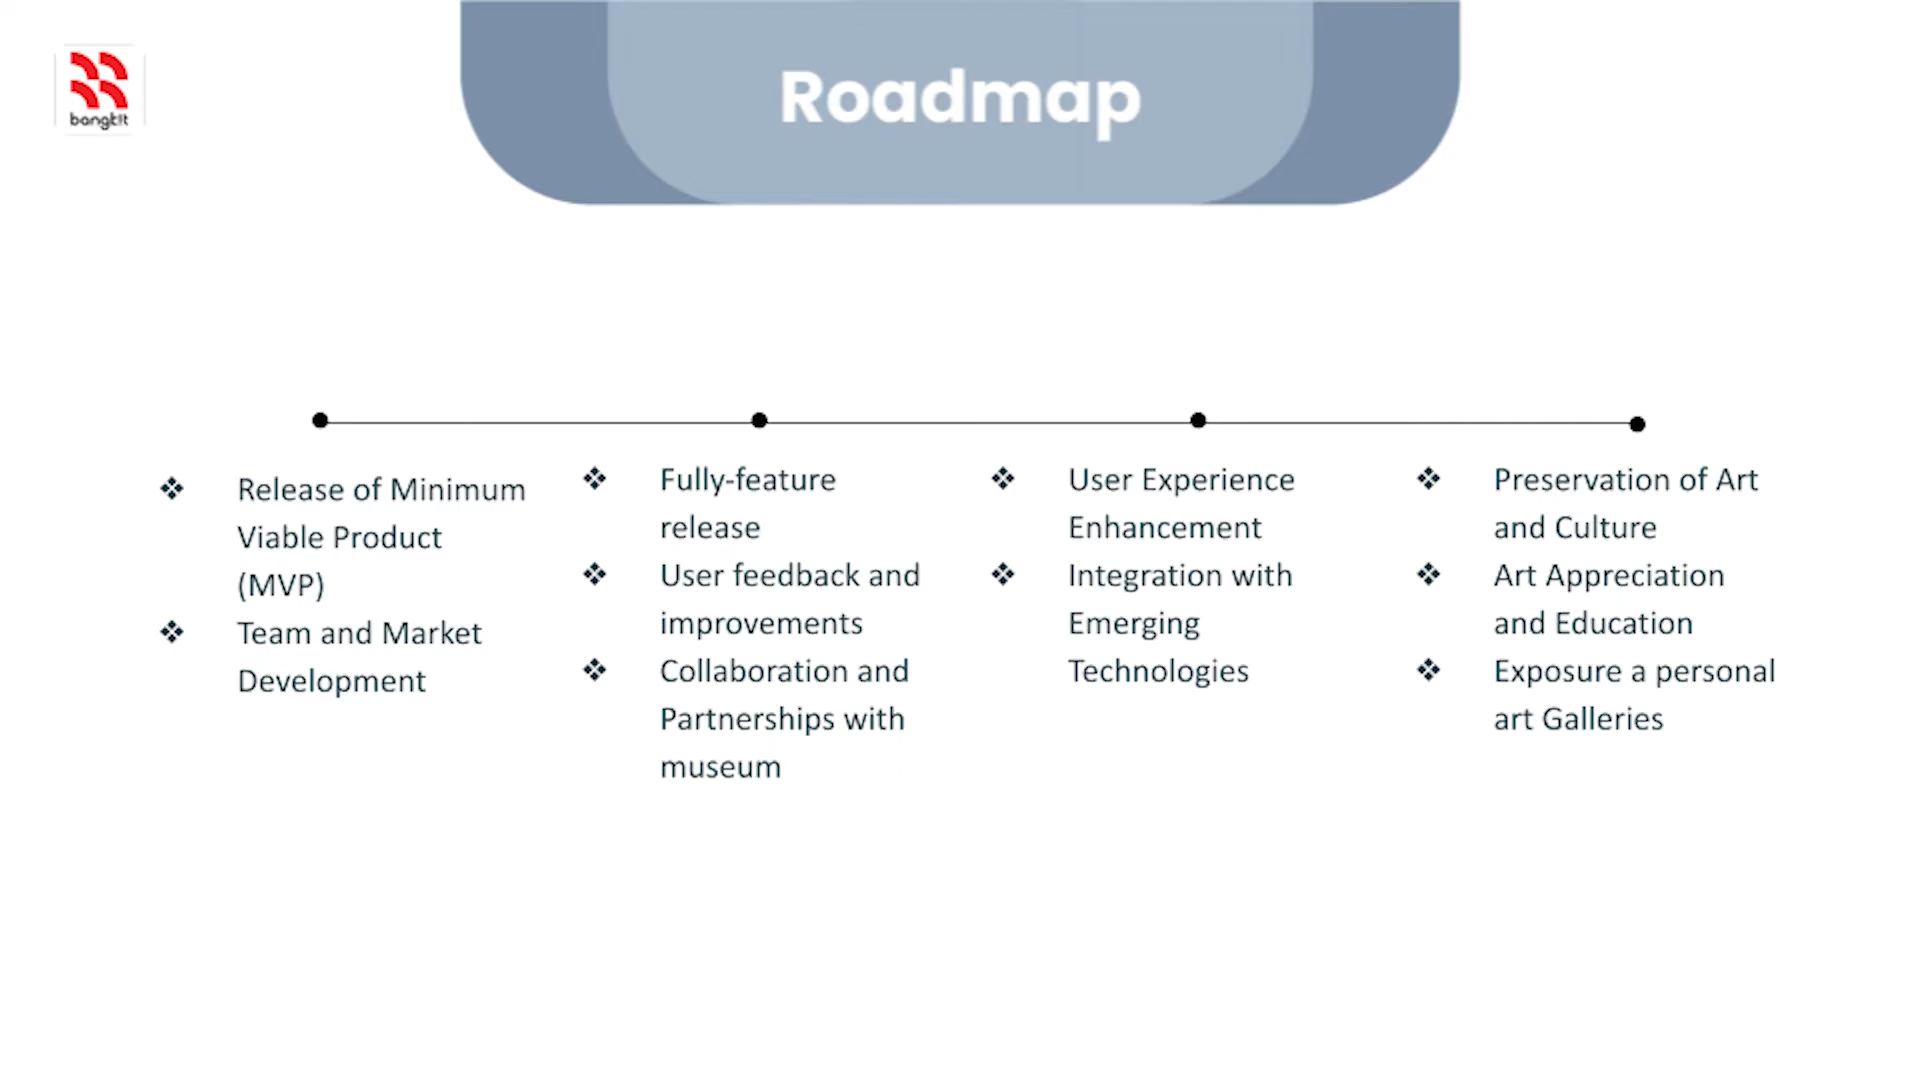 bangk!t
Roadmap
❖ Release of Minimum
Viable Product
(MVP)
❖ Team and Market
Development
❖ Fully-feature
release
❖ User feedback and
improvements
❖ Collaboration and
Partnerships with
museum
❖ User Experience
Enhancement
❖ Integration with
Emerging
Technologies
❖ Preservation of Art
and Culture
❖ Art Appreciation
and Education
❖ Exposure a personal
art Galleries